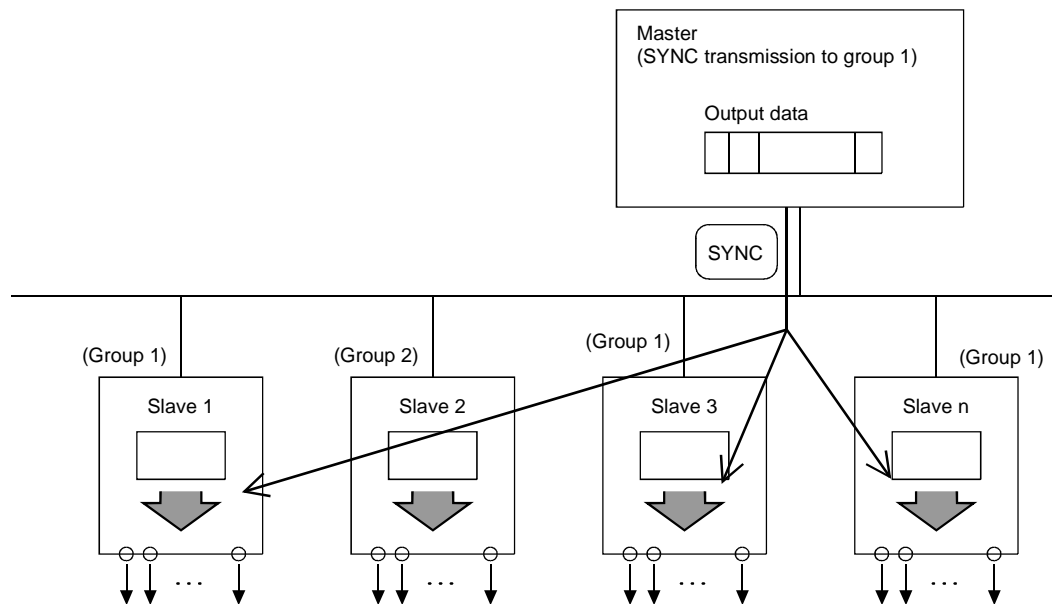 Master
(SYNC transmission to group 1)
Output data
SYNC
(Group 1)
(Group 2)
(Group 1)
(Group 1)
Slave 1
Slave 2
Slave 3
Slave n
...
...
...
...